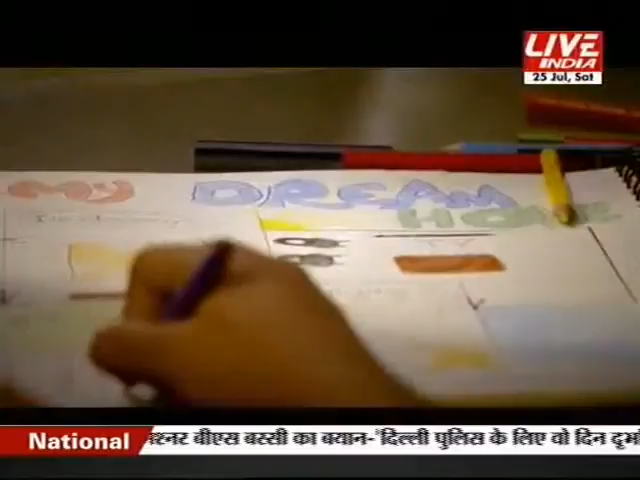 LIVE
INDIA
25 Jul, Sat
MY DREAM
HOME
National
श्नर बीएस बस्सी का बयान-'दिल्ली पुलिस के लिए वो दिन दुर्भा